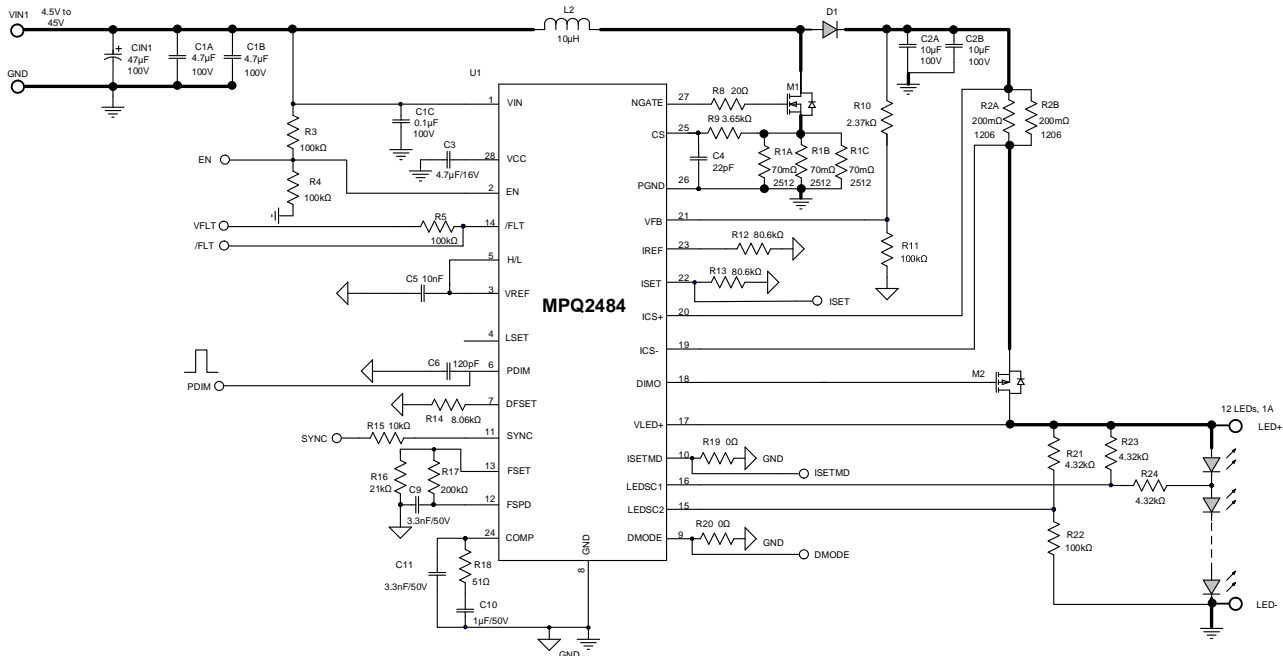 VIN1
4.5V to
45V
GND
CIN1
47µF
100V
C1A
4.7µF
100V
C1B
4.7µF
100V
L2
10µH
D1
C2A
10µF
100V
C2B
10µF
100V
U1
MPQ2484
1
VIN
28
VCC
2
EN
14
/FLT
5
H/L
3
VREF
4
LSET
6
PDIM
7
DFSET
11
SYNC
13
FSET
12
FSPD
24
COMP
GND
8
NGATE
27
CS
25
PGND
26
VFB
21
IREF
23
ISET
22
ICS+
20
ICS-
19
DIMO
18
VLED+
17
ISETMD
10
LEDSC1
16
LEDSC2
15
DMODE
9
R3
100kΩ
EN
R4
100kΩ
C1C
0.1µF
100V
C3
4.7µF/16V
VFLT
/FLT
R5
100kΩ
C5 10nF
C6
120pF
PDIM
R14
8.06kΩ
SYNC
R15 10kΩ
R16
21kΩ
R17
200kΩ
C9
3.3nF/50V
C11
3.3nF/50V
R18
51Ω
C10
1µF/50V
GND
R8 20Ω
M1
R9 3.65kΩ
C4
22pF
R1A
70mΩ
2512
R1B
70mΩ
2512
R1C
70mΩ
2512
R10
2.37kΩ
R11
100kΩ
R12 80.6kΩ
R13 80.6kΩ
ISET
R2A
200mΩ
1206
R2B
200mΩ
1206
M2
12 LEDs, 1A
LED+
R19 0Ω
GND
ISETMD
R21
4.32kΩ
R23
4.32kΩ
R24
4.32kΩ
R20 0Ω
GND
DMODE
R22
100kΩ
LED-